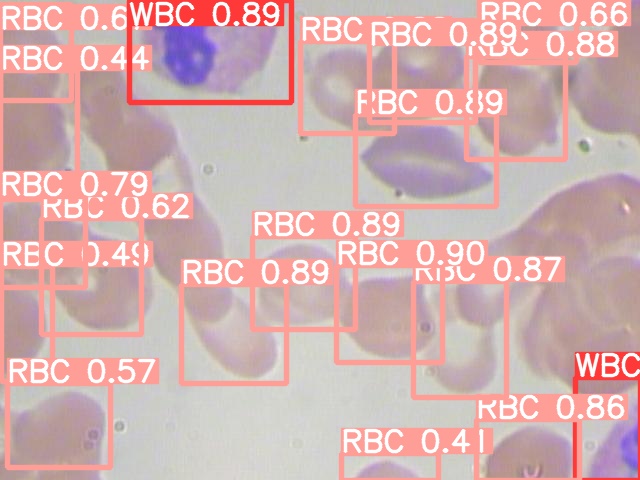 RBC 0.6
WBC 0.89
RBC
RBC 0.89
RBC 0.66
RBC 0.44
RBC 0.88
RBC 0.89
RBC 0.79
RBC 0.62
RBC 0.89
RBC 0.49
RBC 0.89
RBC 0.90
RBC 0.87
RBC 0.57
WBC
RBC 0.86
RBC 0.41